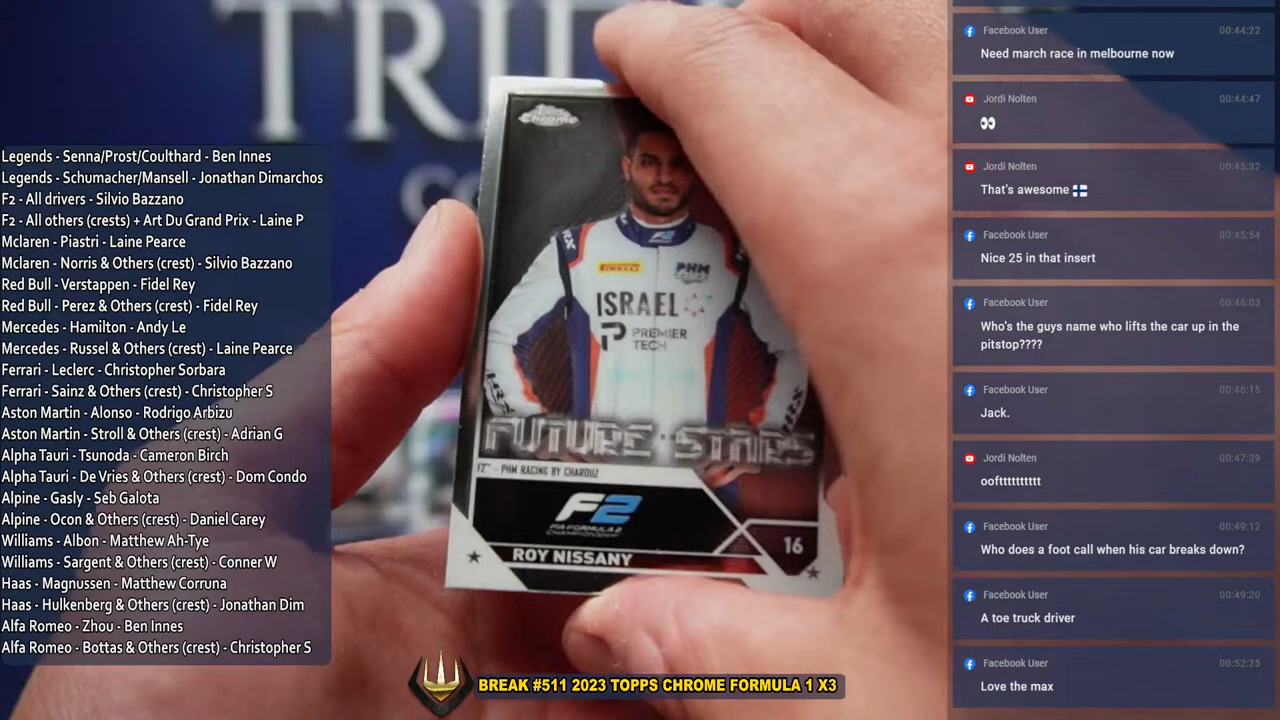 TRI
CO
Legends - Senna/Prost/Coulthard - Ben Innes
Legends - Schumacher/Mansell - Jonathan Dimarchos
F2 - All drivers - Silvio Bazzano
F2 - All others (crests) + Art Du Grand Prix - Laine P
Mclaren - Piastri - Laine Pearce
Mclaren - Norris & Others (crest) - Silvio Bazzano
Red Bull - Verstappen - Fidel Rey
Red Bull - Perez & Others (crest) - Fidel Rey
Mercedes - Hamilton - Andy Le
Mercedes - Russel & Others (crest) - Laine Pearce
Ferrari - Leclerc - Christopher Sorbara
Ferrari - Sainz & Others (crest) - Christopher S
Aston Martin - Alonso - Rodrigo Arbizu
Aston Martin - Stroll & Others (crest) - Adrian G
Alpha Tauri - Tsunoda - Cameron Birch
Alpha Tauri - De Vries & Others (crest) - Dom Condo
Alpine - Gasly - Seb Galota
Alpine - Ocon & Others (crest) - Daniel Carey
Williams - Albon - Matthew Ah-Tye
Williams - Sargent & Others (crest) - Conner W
Haas - Magnussen - Matthew Corruna
Haas - Hulkenberg & Others (crest) - Jonathan Dim
Alfa Romeo - Zhou - Ben Innes
Alfa Romeo - Bottas & Others (crest) - Christopher S
Topps Chrome
F2
PIRELLI
PHM
ISRAEL
PREMIER
TECH
FUTURE STARS
F2™ - PHM RACING BY CHAROUZ
F2
FIA FORMULA 2
CHAMPIONSHIP
16
ROY NISSANY
BREAK #511 2023 TOPPS CHROME FORMULA 1 X3
Facebook User 00:44:22
Need march race in melbourne now
Jordi Nolten 00:44:47
👀
Jordi Nolten 00:45:32
That's awesome 🇫🇮
Facebook User 00:45:54
Nice 25 in that insert
Facebook User 00:46:03
Who's the guys name who lifts the car up in the
pitstop????
Facebook User 00:46:15
Jack.
Jordi Nolten 00:47:39
ooftttttttttt
Facebook User 00:49:12
Who does a foot call when his car breaks down?
Facebook User 00:49:20
A toe truck driver
Facebook User 00:52:25
Love the max